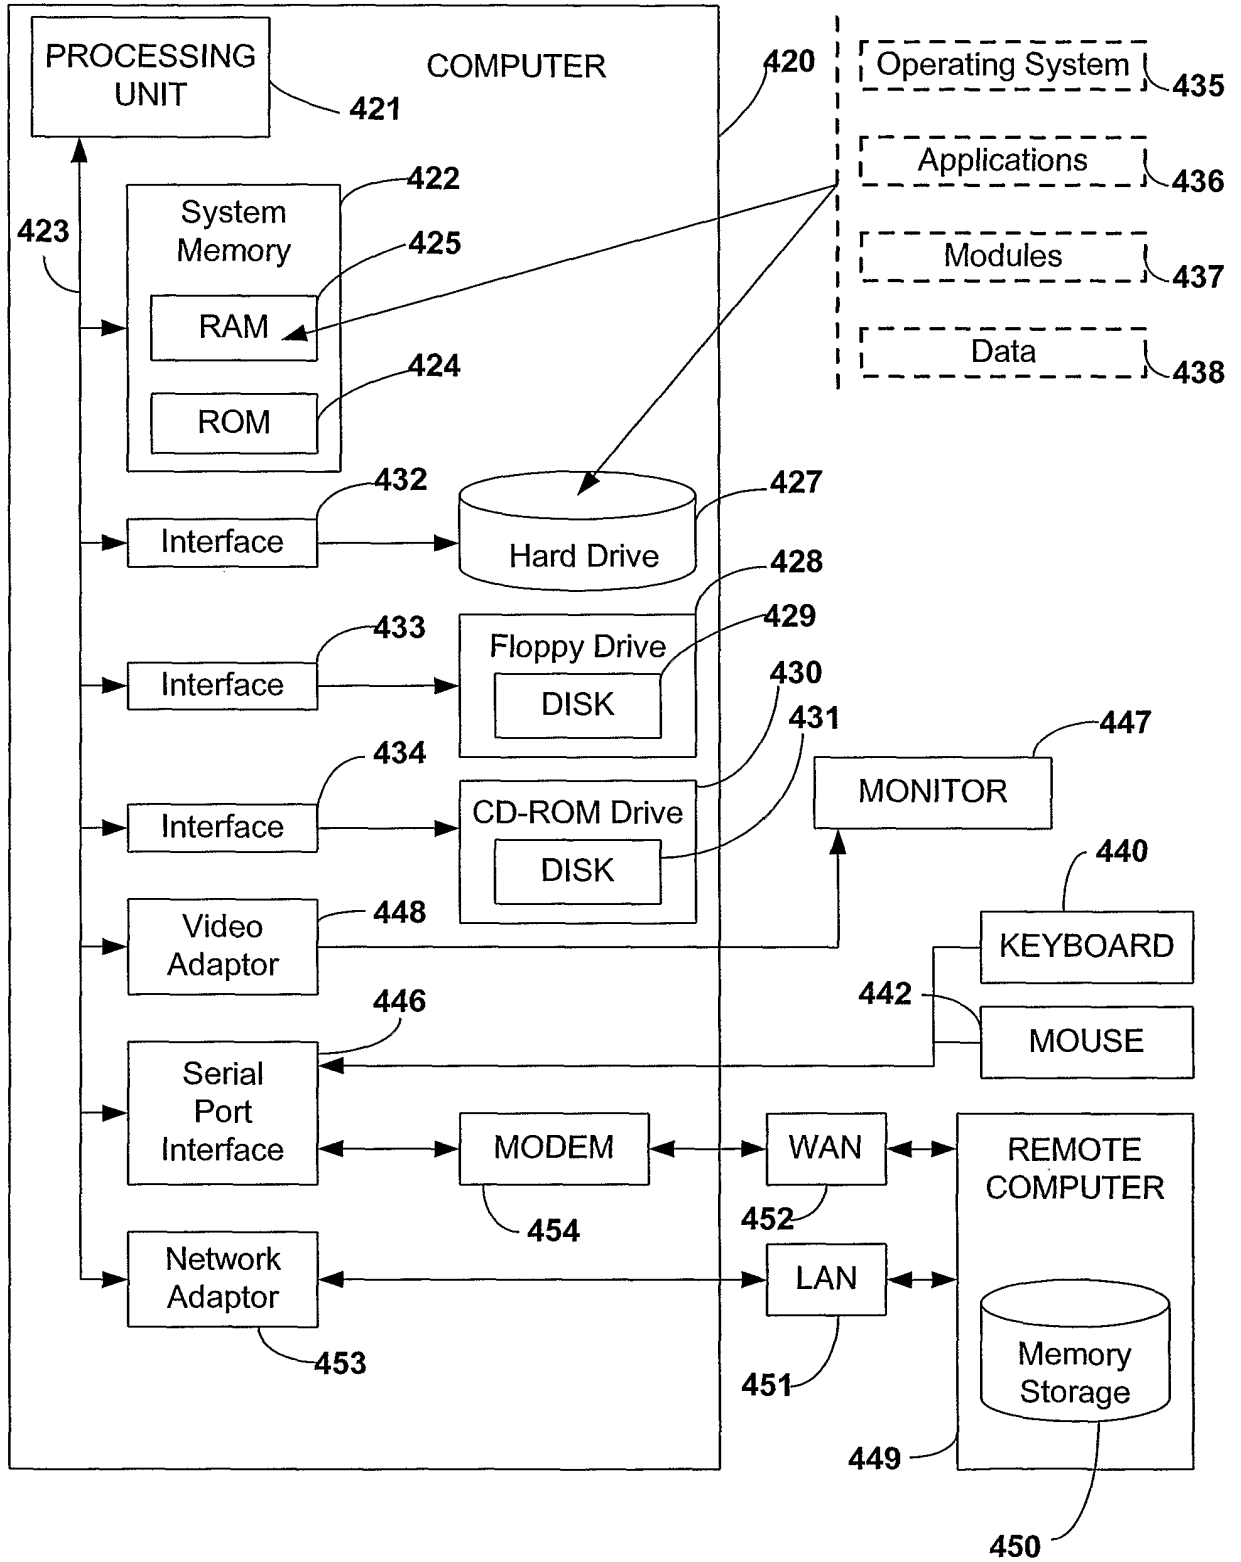 PROCESSING
UNIT
421
COMPUTER
420
Operating System
435
Applications
436
Modules
437
Data
438
423
System
Memory
422
425
RAM
424
ROM
432
Interface
Hard Drive
427
433
Interface
Floppy Drive
428
429
DISK
434
Interface
CD-ROM Drive
430
431
DISK
447
MONITOR
448
Video
Adaptor
440
KEYBOARD
442
MOUSE
446
Serial
Port
Interface
MODEM
454
WAN
452
REMOTE
COMPUTER
Network
Adaptor
453
LAN
451
Memory
Storage
449
450